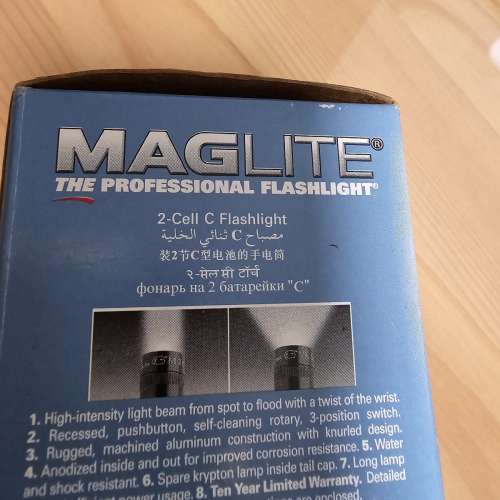 MAGLITE®
THE PROFESSIONAL FLASHLIGHT®
2-Cell C Flashlight
مصباح C ثنائي الخلية
装2节C型电池的手电筒
२-सेल सी टॉर्च
фонарь на 2 батарейки "C"
1. High-intensity light beam from spot to flood with a twist of the wrist.
2. Recessed, pushbutton, self-cleaning rotary, 3-position switch.
3. Rugged, machined aluminum construction with knurled design.
4. Anodized inside and out for improved corrosion resistance. 5. Water
and shock resistant. 6. Spare krypton lamp inside tail cap. 7. Long lamp
power usage. 8. Ten Year Limited Warranty. Detailed
are enclosed.